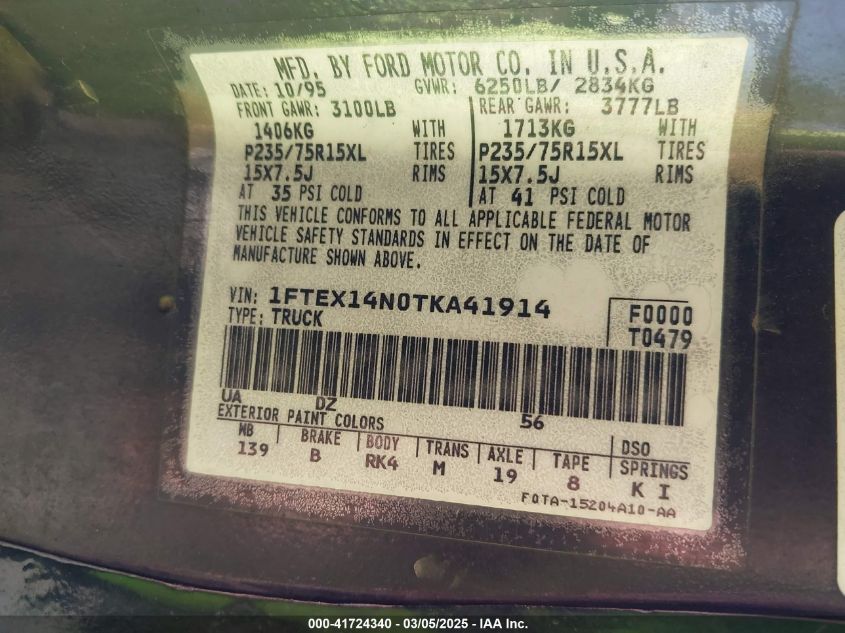 MFD. BY FORD MOTOR CO. IN U.S.A.
DATE: 10/95 GVWR: 6250LB/ 2834KG
FRONT GAWR: 3100LB REAR GAWR: 3777LB
1406KG WITH 1713KG WITH
P235/75R15XL TIRES P235/75R15XL TIRES
15X7.5J RIMS 15X7.5J RIMS
AT 35 PSI COLD AT 41 PSI COLD
THIS VEHICLE CONFORMS TO ALL APPLICABLE FEDERAL MOTOR
VEHICLE SAFETY STANDARDS IN EFFECT ON THE DATE OF
MANUFACTURE SHOWN ABOVE.
VIN: 1FTEX14N0TKA41914 F0000
TYPE: TRUCK T0479
UA DZ 56
EXTERIOR PAINT COLORS DSO
WB BRAKE BODY TRANS AXLE TAPE SPRINGS
139 B RK4 M 19 8 K I
F0TA-15204A10-AA
000-41724340 - 03/05/2025 - IAA Inc.